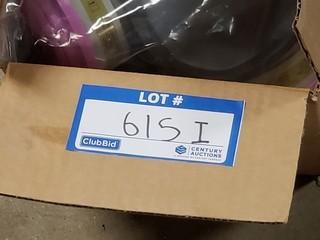 LOT #
615 I
ClubBid
CENTURY
AUCTIONS